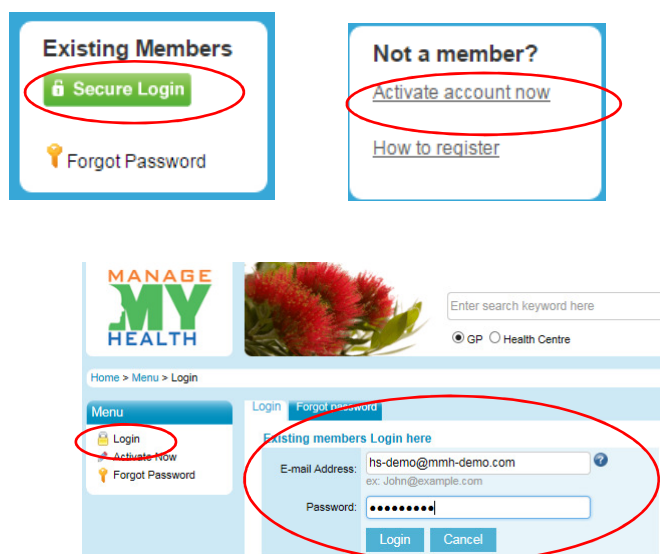 Existing Members
Secure Login
Forgot Password
Not a member?
Activate account now
How to register
MANAGE
MY
HEALTH
Enter search keyword here
GP Health Centre
Home > Menu > Login
Menu
Login
Activate Now
Forgot Password
Login Forgot password
Existing members Login here
E-mail Address: hs-demo@mmh-demo.com ?
ex: John@example.com
Password: •••••••••
Login Cancel